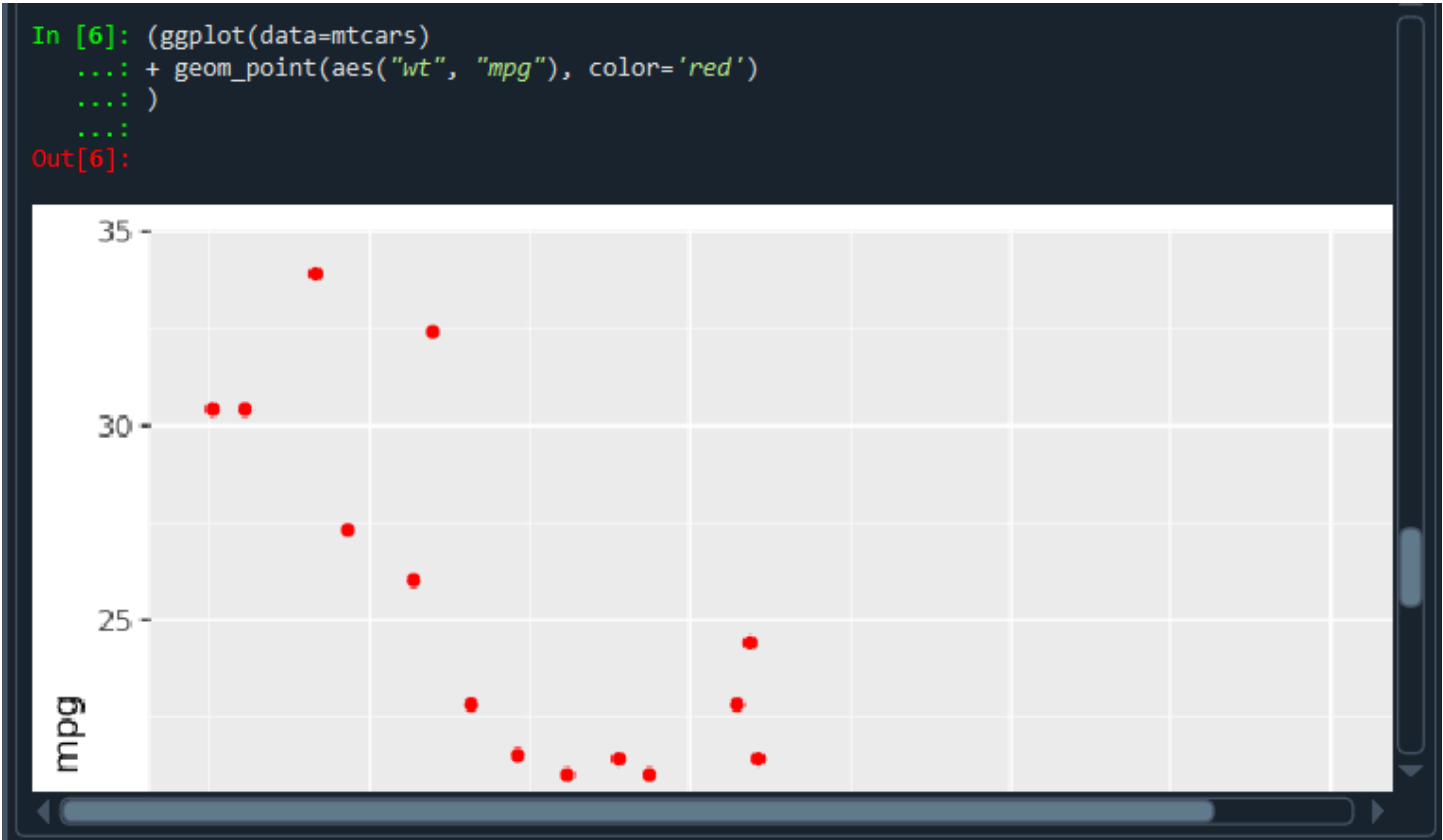 In [6]: (ggplot(data=mtcars)
...: + geom_point(aes("wt", "mpg"), color='red')
...: )
...:
Out[6]:
35
30
25
mpg